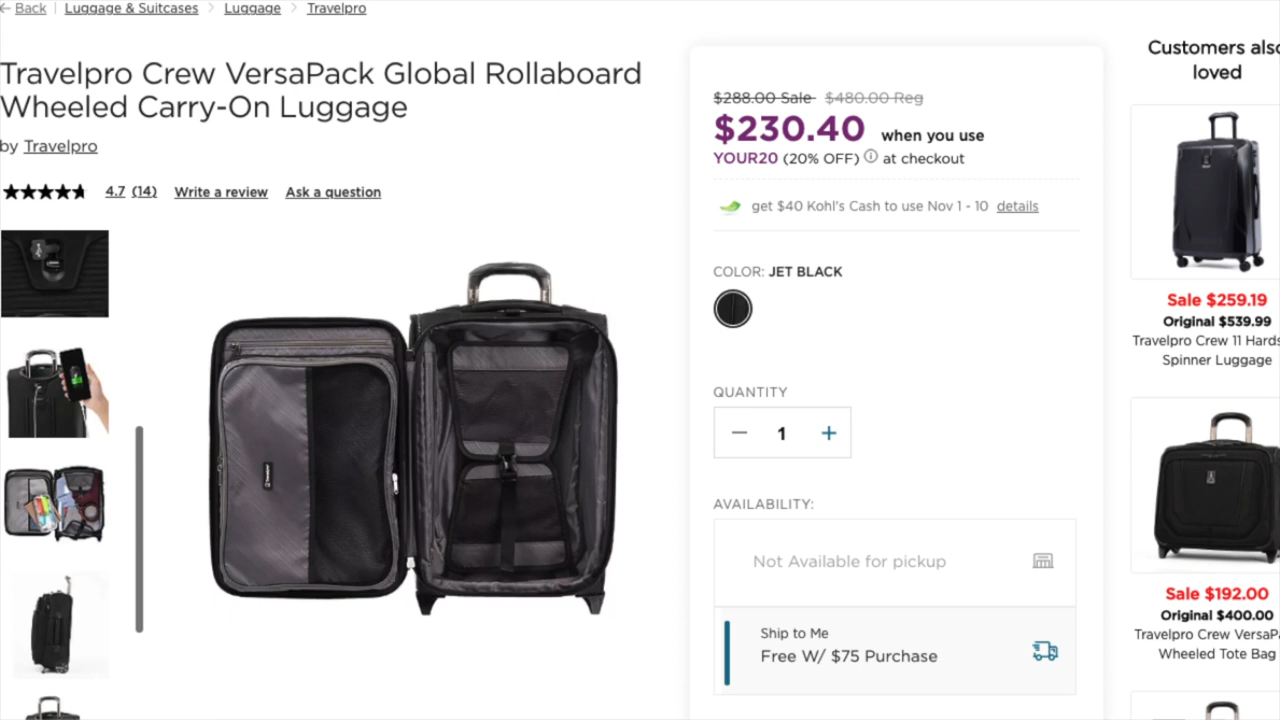 Back
Luggage & Suitcases > Luggage > Travelpro
Travelpro Crew VersaPack Global Rollaboard
Wheeled Carry-On Luggage
by Travelpro
4.7 (14) Write a review Ask a question
$288.00 Sale $480.00 Reg
$230.40 when you use
YOUR20 (20% OFF) at checkout
get $40 Kohl's Cash to use Nov 1 - 10 details
COLOR: JET BLACK
QUANTITY
1
AVAILABILITY:
Not Available for pickup
Ship to Me
Free W/ $75 Purchase
Customers also
loved
Sale $259.19
Original $539.99
Travelpro Crew 11 Hards
Spinner Luggage
Sale $192.00
Original $400.00
Travelpro Crew VersaPa
Wheeled Tote Bag